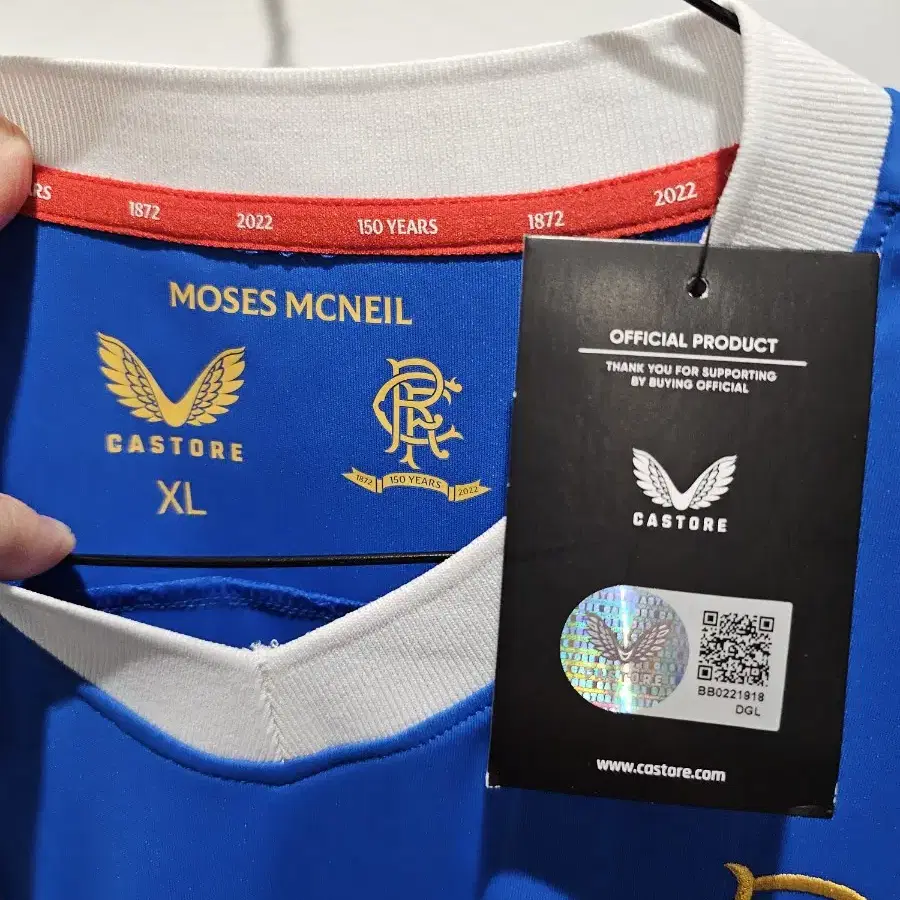 RS 1872 2022 150 YEARS 1872 2022
MOSES MCNEIL
CASTORE
XL
1872 150 YEARS 2022
OFFICIAL PRODUCT
THANK YOU FOR SUPPORTING
BY BUYING OFFICIAL
CASTORE
CASTORE
BB0221918
DGL
www.castore.com